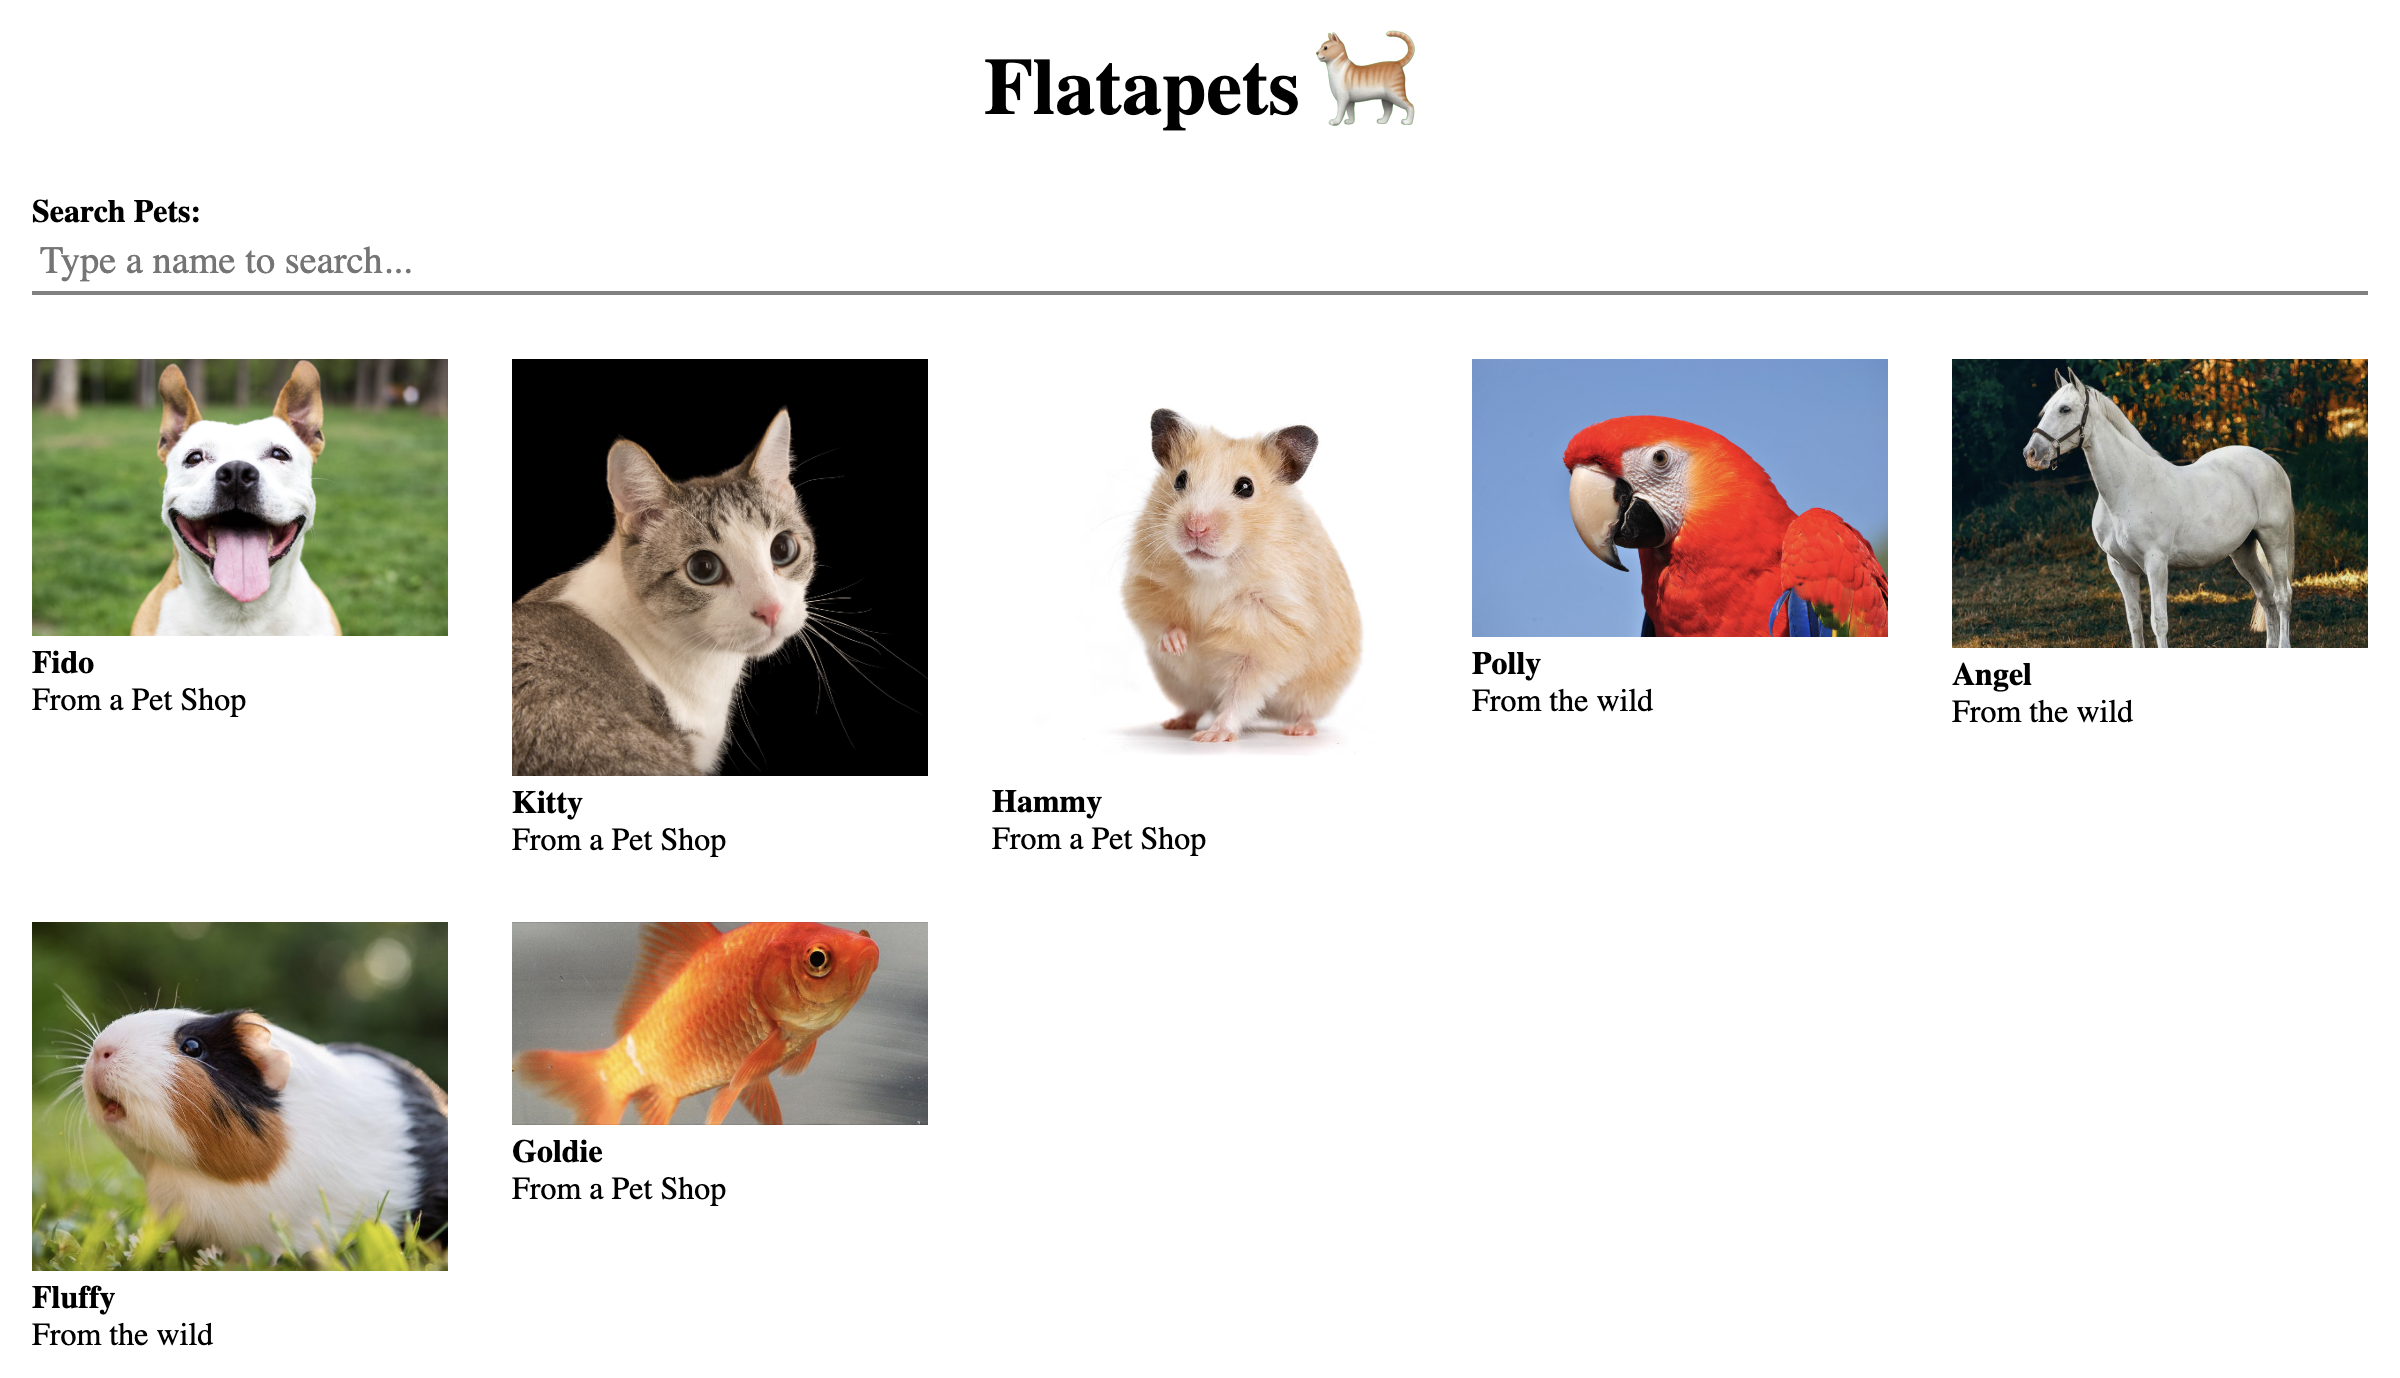 Flatapets 🐈
Search Pets:
Type a name to search...
Fido
From a Pet Shop
Kitty
From a Pet Shop
Hammy
From a Pet Shop
Polly
From the wild
Angel
From the wild
Fluffy
From the wild
Goldie
From a Pet Shop